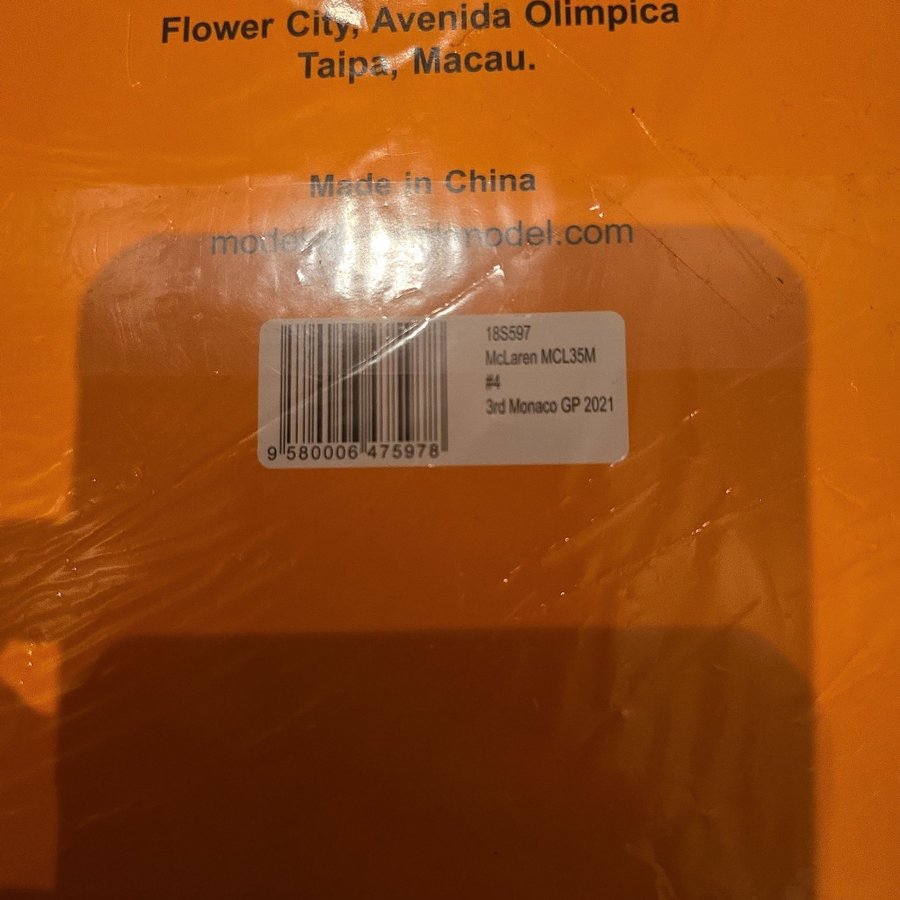 Flower City, Avenida Olimpica
Taipa, Macau.
Made in China
18S597
McLaren MCL35M
#4
3rd Monaco GP 2021
9 580006 475978